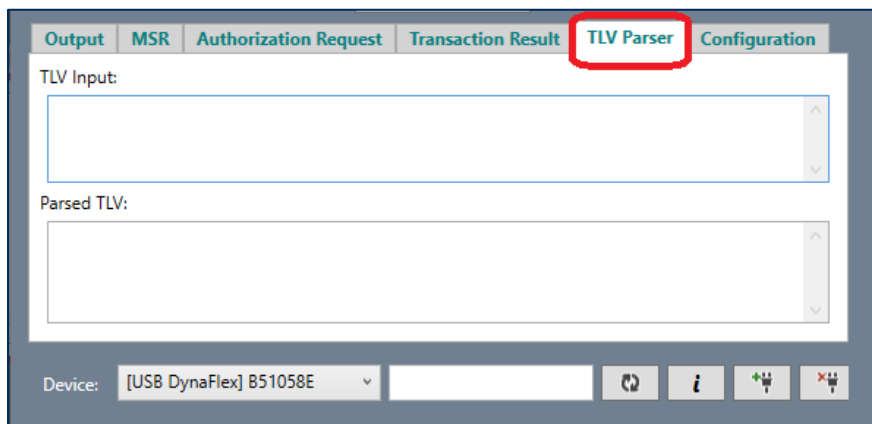 Output MSR Authorization Request Transaction Result TLV Parser Configuration
TLV Input:
Parsed TLV:
Device: [USB DynaFlex] B51058E i